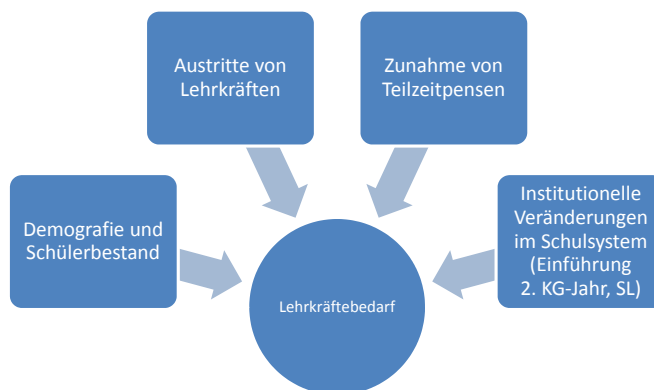 Austritte von
Lehrkräften
Zunahme von
Teilzeitpensen
Demografie und
Schülerbestand
Institutionelle
Veränderungen
im Schulsystem
(Einführung
2. KG-Jahr, SL)
Lehrkräftebedarf